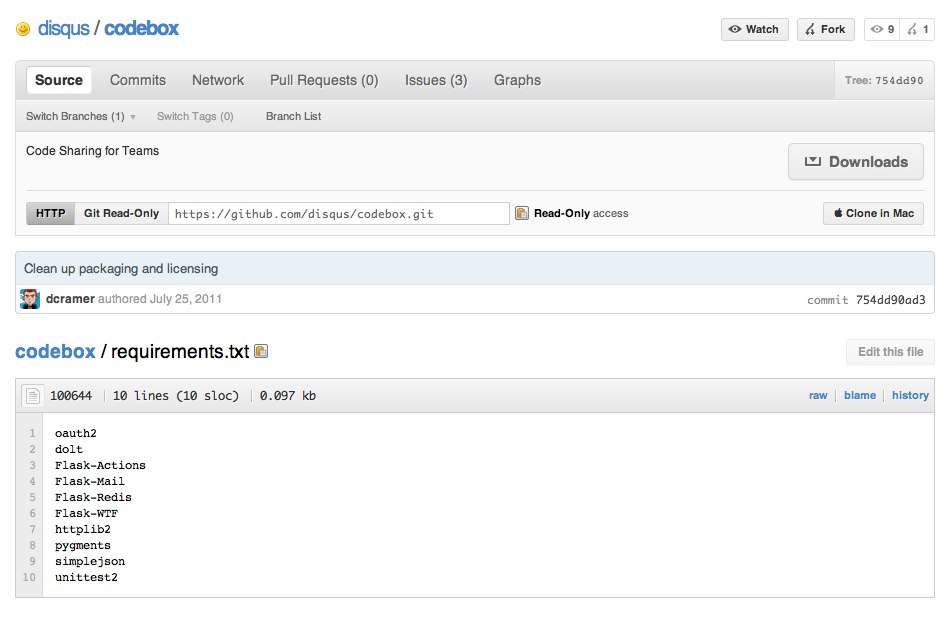 disqus / codebox
Watch Fork 9 1
Source Commits Network Pull Requests (0) Issues (3) Graphs Tree: 754dd90
Switch Branches (1) Switch Tags (0) Branch List
Code Sharing for Teams
Downloads
HTTP Git Read-Only https://github.com/disqus/codebox.git Read-Only access Clone in Mac
Clean up packaging and licensing
dcramer authored July 25, 2011 commit 754dd90ad3
codebox / requirements.txt Edit this file
100644 10 lines (10 sloc) 0.097 kb raw blame history
1 oauth2
2 dolt
3 Flask-Actions
4 Flask-Mail
5 Flask-Redis
6 Flask-WTF
7 httplib2
8 pygments
9 simplejson
10 unittest2